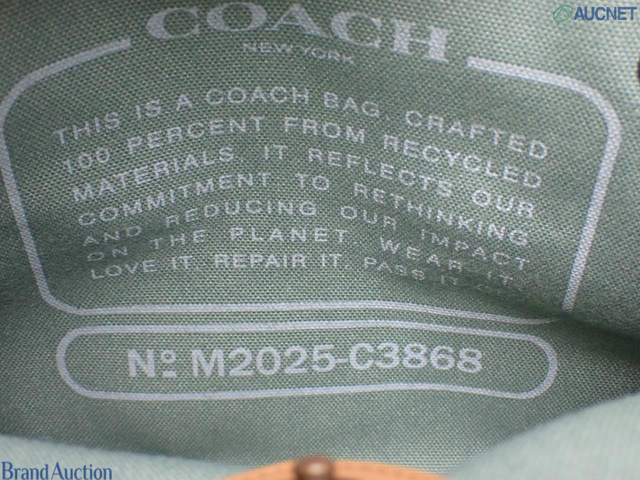 AUCNET
COACH
NEW YORK
THIS IS A COACH BAG. CRAFTED
100 PERCENT FROM RECYCLED
MATERIALS. IT REFLECTS OUR
COMMITMENT TO RETHINKING
AND REDUCING OUR IMPACT
ON THE PLANET WEAR IT.
LOVE IT. REPAIR IT. PASS IT
No M2025-C3868
Brand Auction